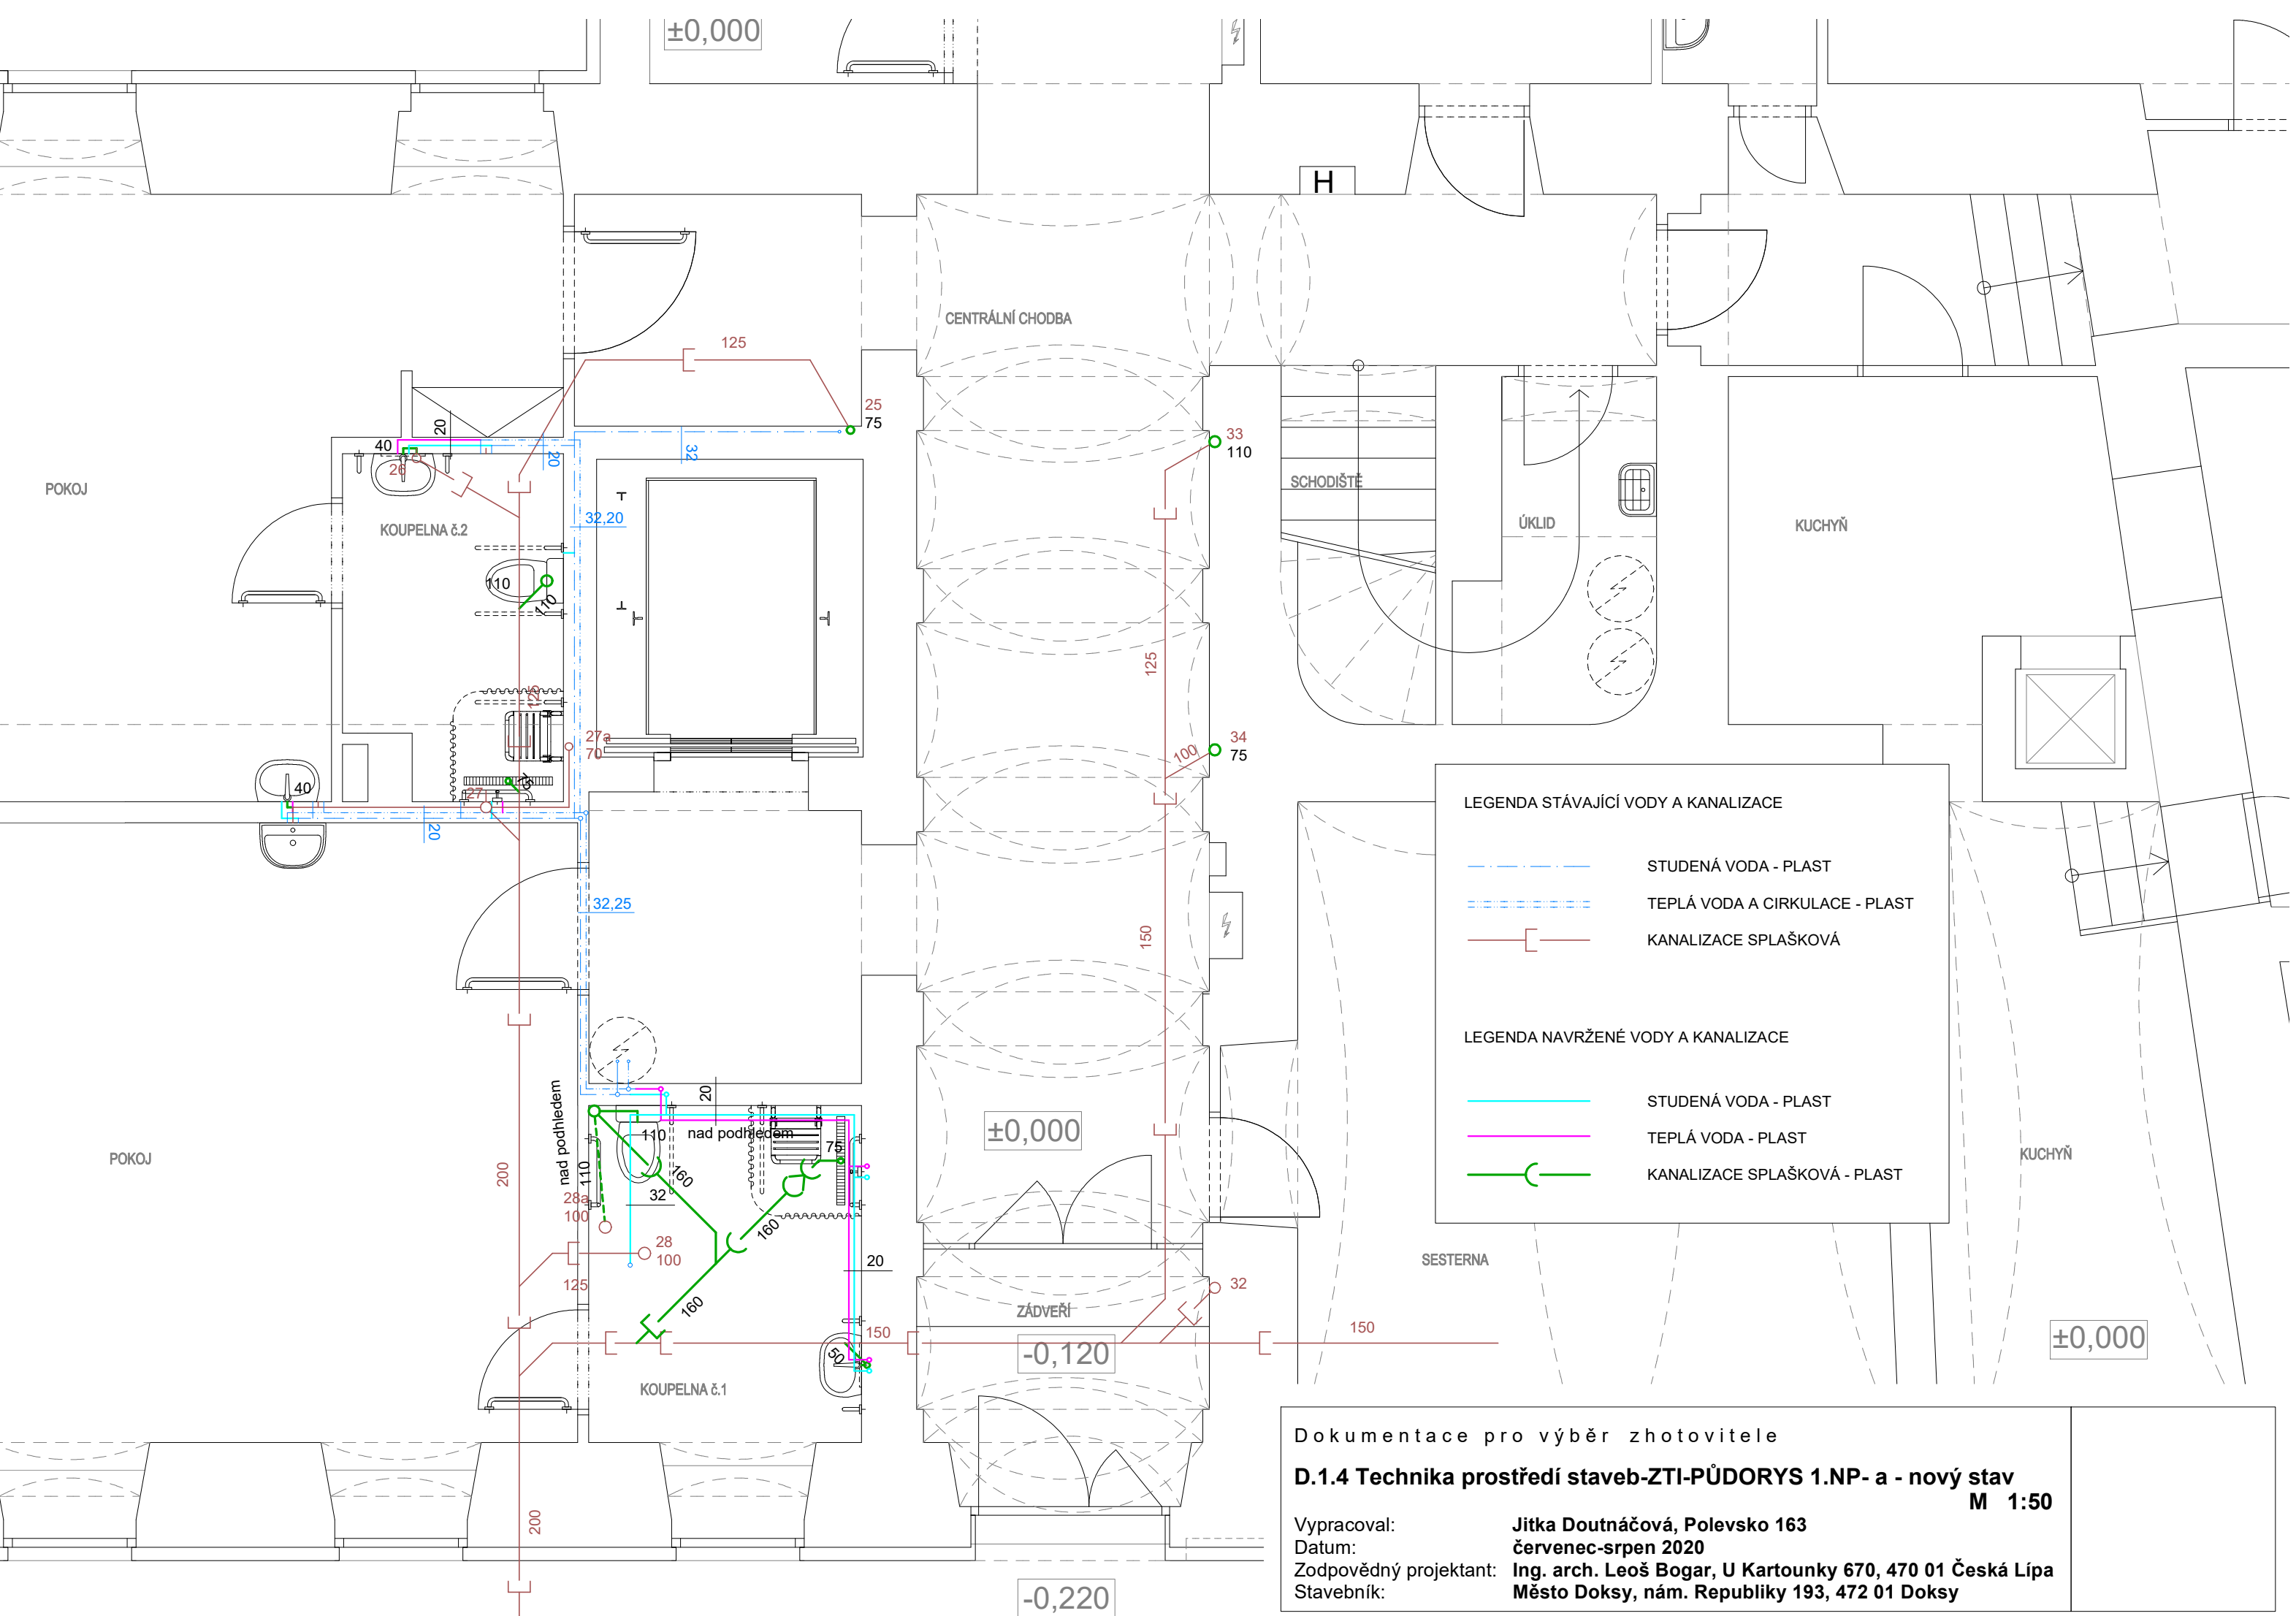 ±0,000
H
CENTRÁLNÍ CHODBA
125
25
75
33
110
40
20
26
20
32
POKOJ
KOUPELNA č.2
32,20
SCHODIŠTĚ
ÚKLID
KUCHYŇ
110
110
125
125
27a
70
34
75
100
75
40
27
20
32,25
150
LEGENDA STÁVAJÍCÍ VODY A KANALIZACE
STUDENÁ VODA - PLAST
TEPLÁ VODA A CIRKULACE - PLAST
KANALIZACE SPLAŠKOVÁ
LEGENDA NAVRŽENÉ VODY A KANALIZACE
STUDENÁ VODA - PLAST
TEPLÁ VODA - PLAST
KANALIZACE SPLAŠKOVÁ - PLAST
20
nad podhledem
110
nad podhledem
75
±0,000
POKOJ
200
110
160
32
28a
100
160
28
100
125
20
160
150
50
KOUPELNA č.1
ZÁDVEŘÍ
-0,120
32
150
SESTERNA
KUCHYŇ
±0,000
200
-0,220
Dokumentace pro výběr zhotovitele
D.1.4 Technika prostředí staveb-ZTI-PŮDORYS 1.NP- a - nový stav
M 1:50
Vypracoval: Jitka Doutnáčová, Polevsko 163
Datum: červenec-srpen 2020
Zodpovědný projektant: Ing. arch. Leoš Bogar, U Kartounky 670, 470 01 Česká Lípa
Stavebník: Město Doksy, nám. Republiky 193, 472 01 Doksy